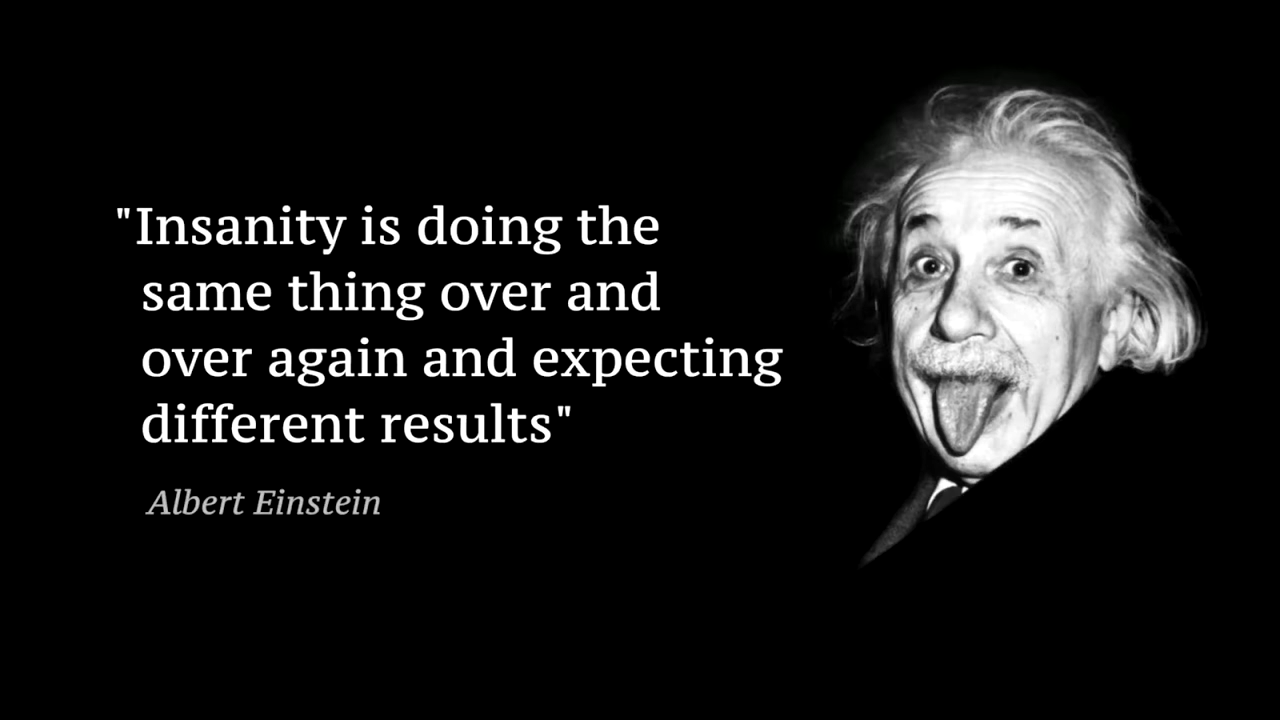 "Insanity is doing the
same thing over and
over again and expecting
different results"
Albert Einstein